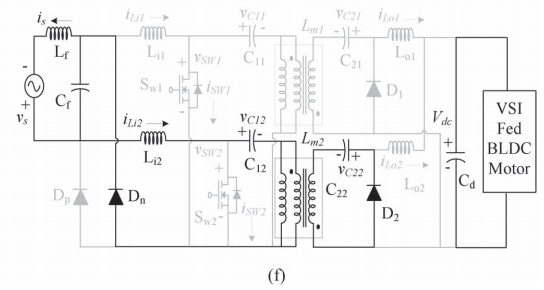 i_s i_Li1 v_C11 v_C21 i_Lo1
+ - L_m1 + -
L_f L_i1 v_SW1 C_11 C_21 L_o1
-
C_f S_w1 i_SW1 D_1
+
v_s i_Li2 v_C12 L_m2 V_dc VSI
Fed
BLDC
Motor
+ - + - i_Lo2 +
L_i2 v_SW2 C_12 v_C22 L_o2 - C_d
D_p D_n S_w2 i_SW2 C_22 D_2
(f)